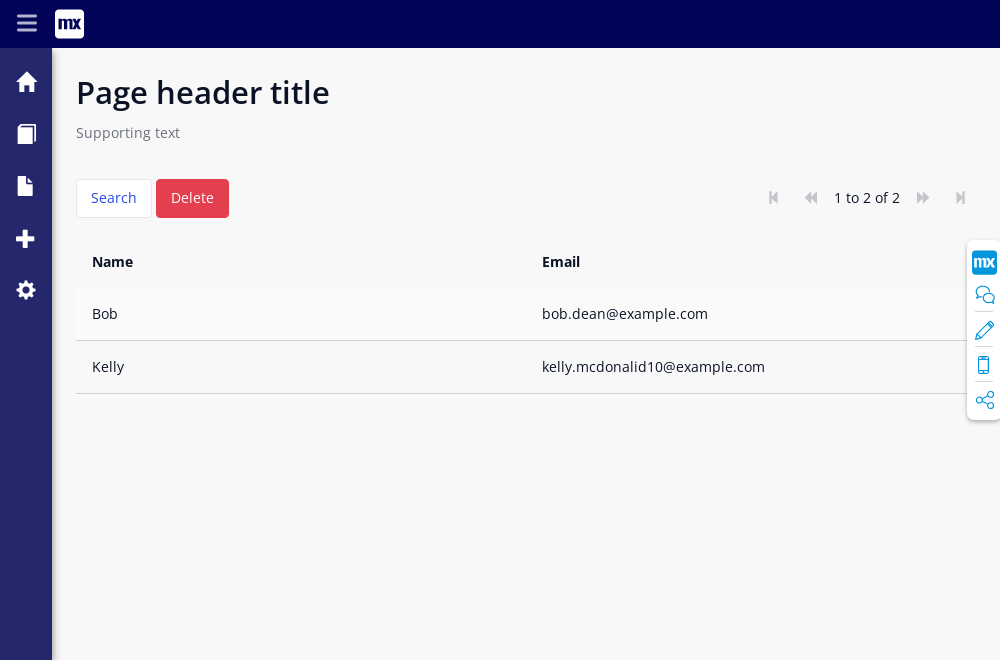 mx
Page header title
Supporting text
Search Delete 1 to 2 of 2
Name Email
mx
Bob bob.dean@example.com
Kelly kelly.mcdonalid10@example.com